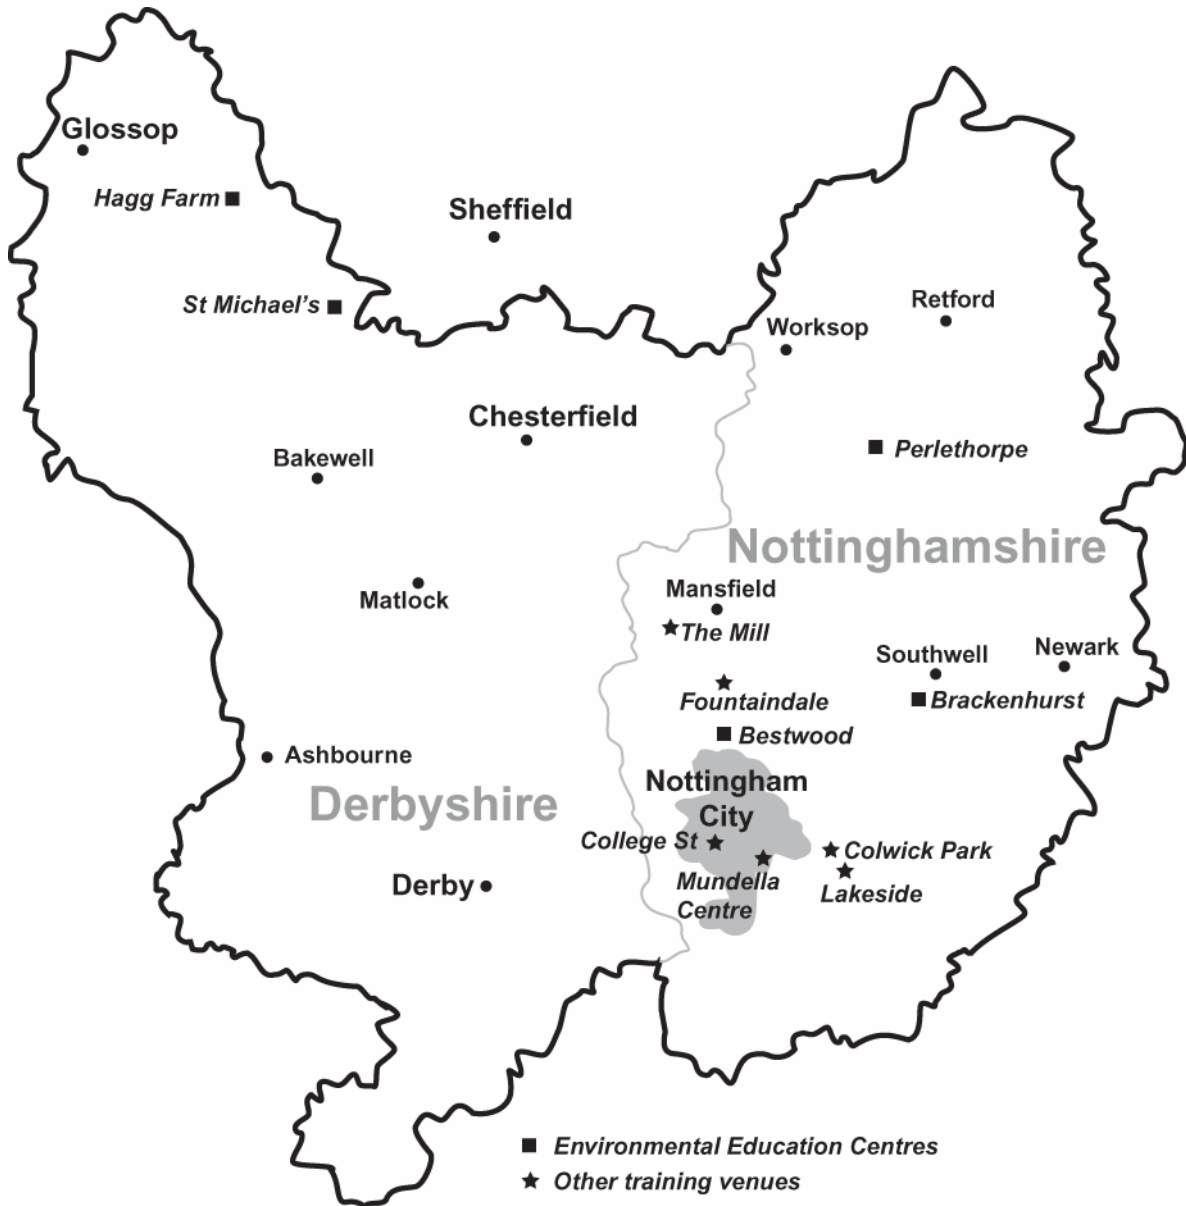 Glossop
Hagg Farm
Sheffield
St Michael's
Retford
Worksop
Chesterfield
Bakewell
Perlethorpe
Nottinghamshire
Matlock
Mansfield
The Mill
Southwell
Newark
Fountaindale
Brackenhurst
Bestwood
Ashbourne
Derbyshire
Nottingham
City
College St
Colwick Park
Mundella
Centre
Lakeside
Derby
Environmental Education Centres
Other training venues